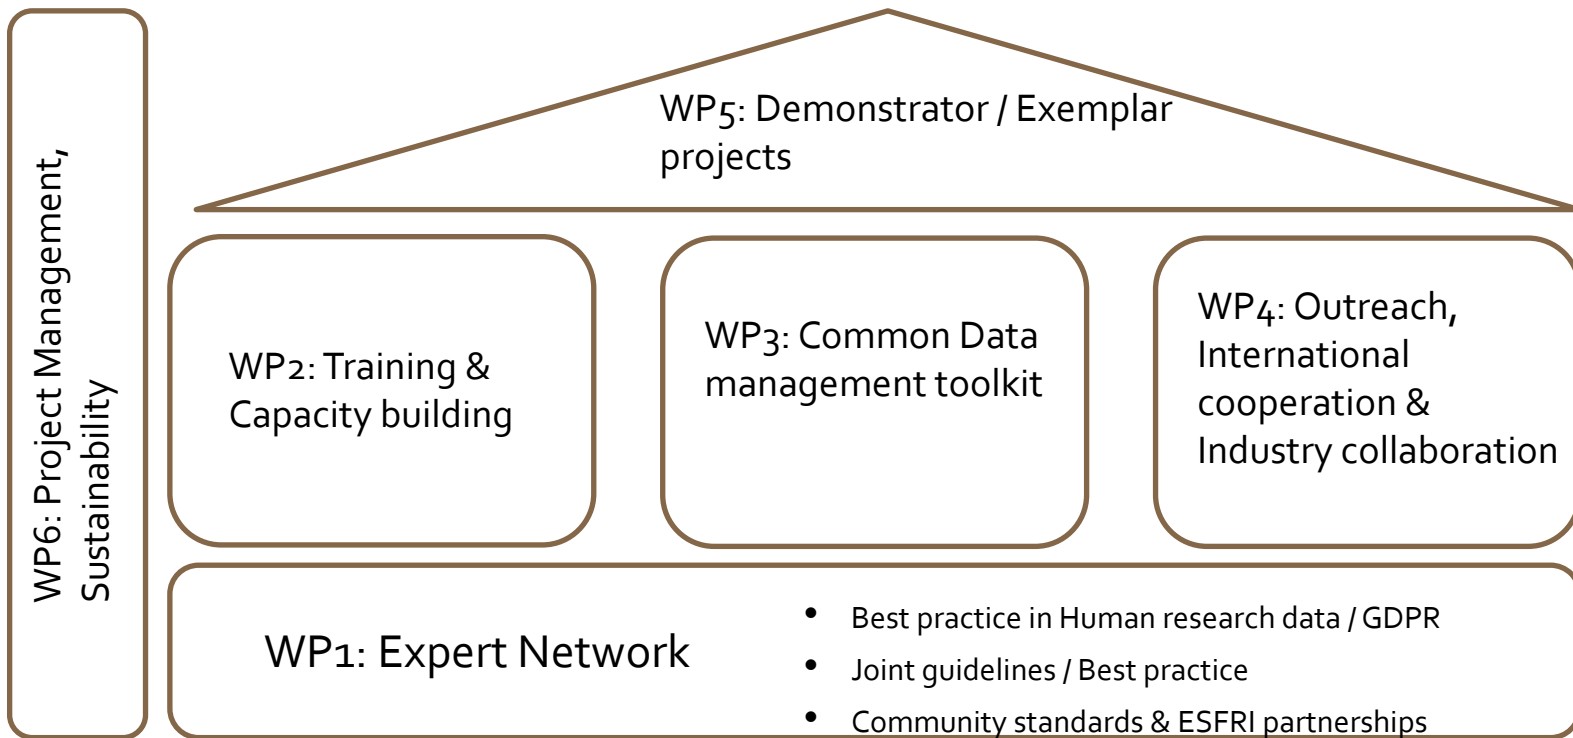 WP6: Project Management,
Sustainability
WP5: Demonstrator / Exemplar
projects
WP2: Training &
Capacity building
WP3: Common Data
management toolkit
WP4: Outreach,
International
cooperation &
Industry collaboration
WP1: Expert Network
• Best practice in Human research data / GDPR
• Joint guidelines / Best practice
• Community standards & ESFRI partnerships